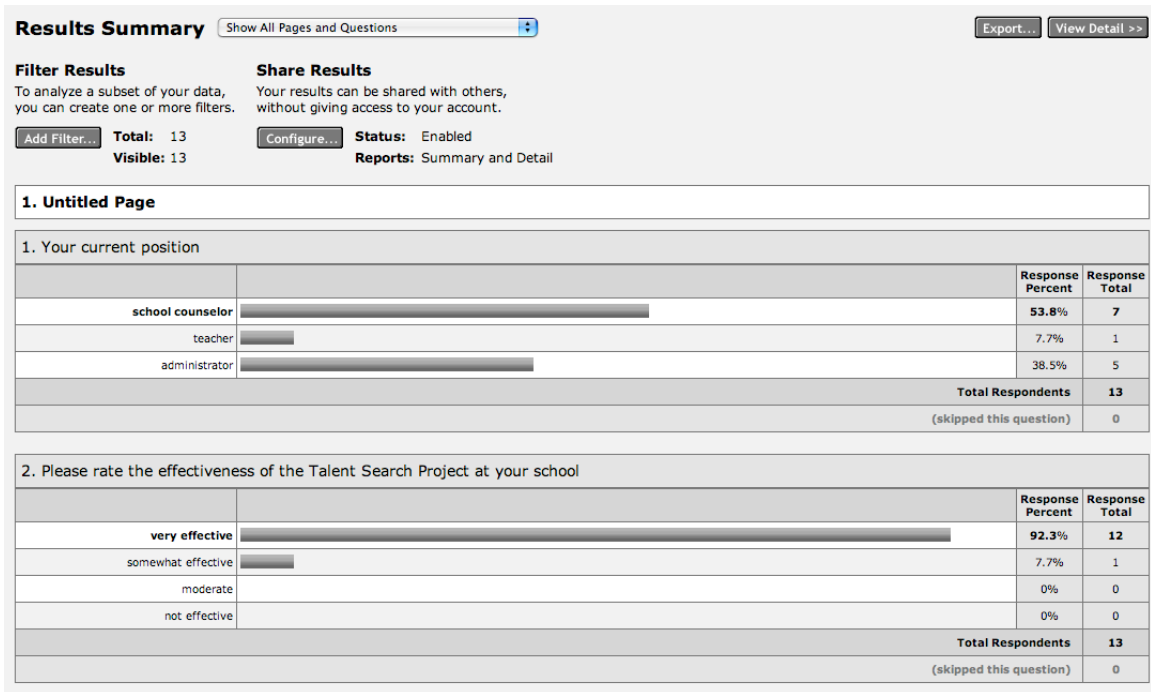 Results Summary Show All Pages and Questions Export... View Detail >>
Filter Results
To analyze a subset of your data,
you can create one or more filters.
Add Filter... Total: 13
Visible: 13
Share Results
Your results can be shared with others,
without giving access to your account.
Configure... Status: Enabled
Reports: Summary and Detail
1. Untitled Page
1. Your current position
Response Percent Response Total
school counselor 53.8% 7
teacher 7.7% 1
administrator 38.5% 5
Total Respondents 13
(skipped this question) 0
2. Please rate the effectiveness of the Talent Search Project at your school
Response Percent Response Total
very effective 92.3% 12
somewhat effective 7.7% 1
moderate 0% 0
not effective 0% 0
Total Respondents 13
(skipped this question) 0